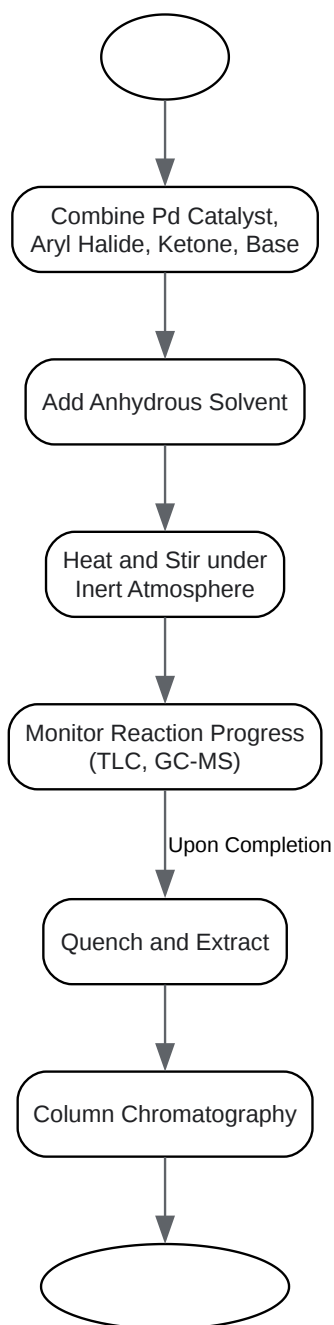 Combine Pd Catalyst,
Aryl Halide, Ketone, Base
Add Anhydrous Solvent
Heat and Stir under
Inert Atmosphere
Monitor Reaction Progress
(TLC, GC-MS)
Upon Completion
Quench and Extract
Column Chromatography